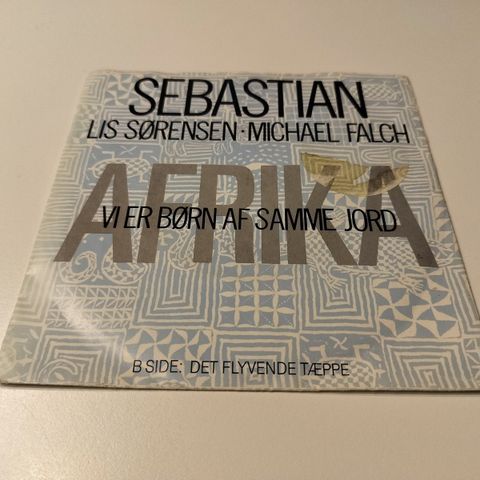 SEBASTIAN
LIS SØRENSEN · MICHAEL FALCH
AFRIKA
VI ER BØRN AF SAMME JORD
B SIDE: DET FLYVENDE TÆPPE